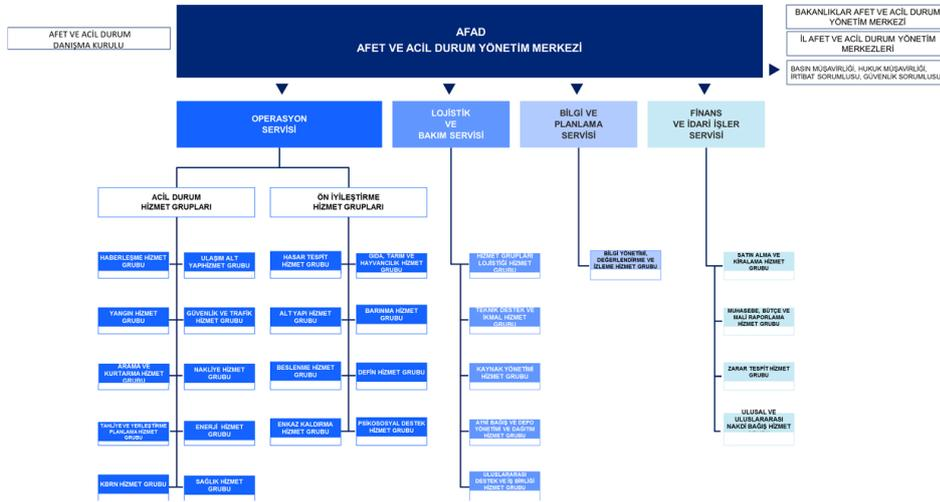 AFET VE ACİL DURUM
DANIŞMA KURULU
AFAD
AFET VE ACİL DURUM YÖNETİM MERKEZİ
BAKANLIKLAR AFET VE ACİL DURUM
YÖNETİM MERKEZİ
İL AFET VE ACİL DURUM YÖNETİM
MERKEZLERİ
BASIN MÜŞAVİRLİĞİ, HUKUK MÜŞAVİRLİĞİ,
İRTİBAT SORUMLUSU, GÜVENLİK SORUMLUSU
OPERASYON
SERVİSİ
LOJİSTİK
VE
BAKIM SERVİSİ
BİLGİ VE
PLANLAMA
SERVİSİ
FİNANS
VE İDARİ İŞLER
SERVİSİ
ACİL DURUM
HİZMET GRUPLARI
ÖN İYİLEŞTİRME
HİZMET GRUPLARI
HABERLEŞME HİZMET
GRUBU
ULAŞIM ALT
YAPIHİZMET GRUBU
YANGIN HİZMET
GRUBU
GÜVENLİK VE TRAFİK
HİZMET GRUBU
ARAMA VE
KURTARMA HİZMET
GRUBU
NAKLİYE HİZMET
GRUBU
TAHLİYE VE YERLEŞTİRME
PLANLAMA HİZMET
GRUBU
ENERJİ HİZMET
GRUBU
KBRN HİZMET GRUBU
SAĞLIK HİZMET
GRUBU
HASAR TESPİT
HİZMET GRUBU
GIDA, TARIM VE
HAYVANCILIK HİZMET
GRUBU
ALT YAPI HİZMET
GRUBU
BARINMA HİZMET
GRUBU
BESLENME HİZMET
GRUBU
DEFİN HİZMET GRUBU
ENKAZ KALDIRMA
HİZMET GRUBU
PSİKOSOSYAL DESTEK
HİZMET GRUBU
HİZMET GRUPLARI
LOJİSTİĞİ HİZMET
GRUBU
TEKNİK DESTEK VE
İKMAL HİZMET
GRUBU
KAYNAK YÖNETİMİ
HİZMET GRUBU
AYNİ BAĞIŞ VE DEPO
YÖNETİMİ VE DAĞITIM
HİZMET GRUBU
ULUSLARARASI
DESTEK VE İŞ BİRLİĞİ
HİZMET GRUBU
BİLGİ YÖNETİMİ,
DEĞERLENDİRME VE
İZLEME HİZMET GRUBU
SATIN ALMA VE
KİRALAMA HİZMET
GRUBU
MUHASEBE, BÜTÇE VE
MALİ RAPORLAMA
HİZMET GRUBU
ZARAR TESPİT HİZMET
GRUBU
ULUSAL VE
ULUSLARARASI
NAKDİ BAĞIŞ HİZMET